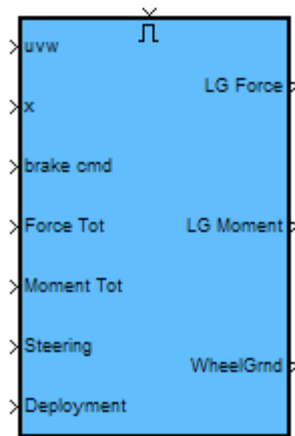 uvw
x
brake cmd
Force Tot
Moment Tot
Steering
Deployment
LG Force
LG Moment
WheelGrnd